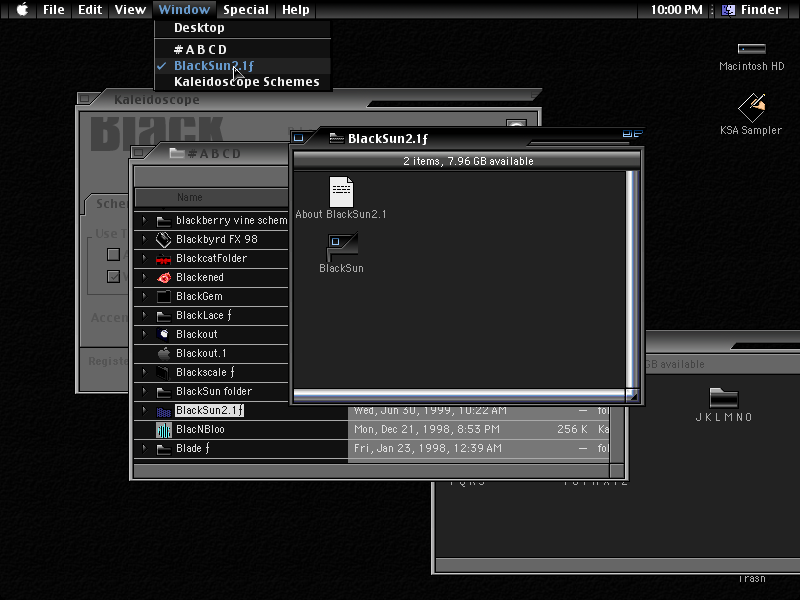 File Edit View Window Special Help 10:00 PM Finder
Desktop
#ABCD
✓ BlackSun2.1ƒ
Kaleidoscope Schemes
Macintosh HD
KSA Sampler
Kaleidoscope
Black
#ABCD
Name
blackberry vine schem
Blackbyrd FX 98
BlackcatFolder
Blackened
BlackGem
BlackLace ƒ
Blackout
Blackout.1
Blackscale ƒ
BlackSun folder
BlackSun2.1ƒ Wed, Jun 30, 1999, 10:22 AM — fol
BlacNBloo Mon, Dec 21, 1998, 8:53 PM 256 K Ka
Blade ƒ Fri, Jan 23, 1998, 12:39 AM — fol
BlackSun2.1ƒ
2 items, 7.96 GB available
About BlackSun2.1
BlackSun
Sche
Use T
Accen
Registe
GB available
JKLMNO
Trash